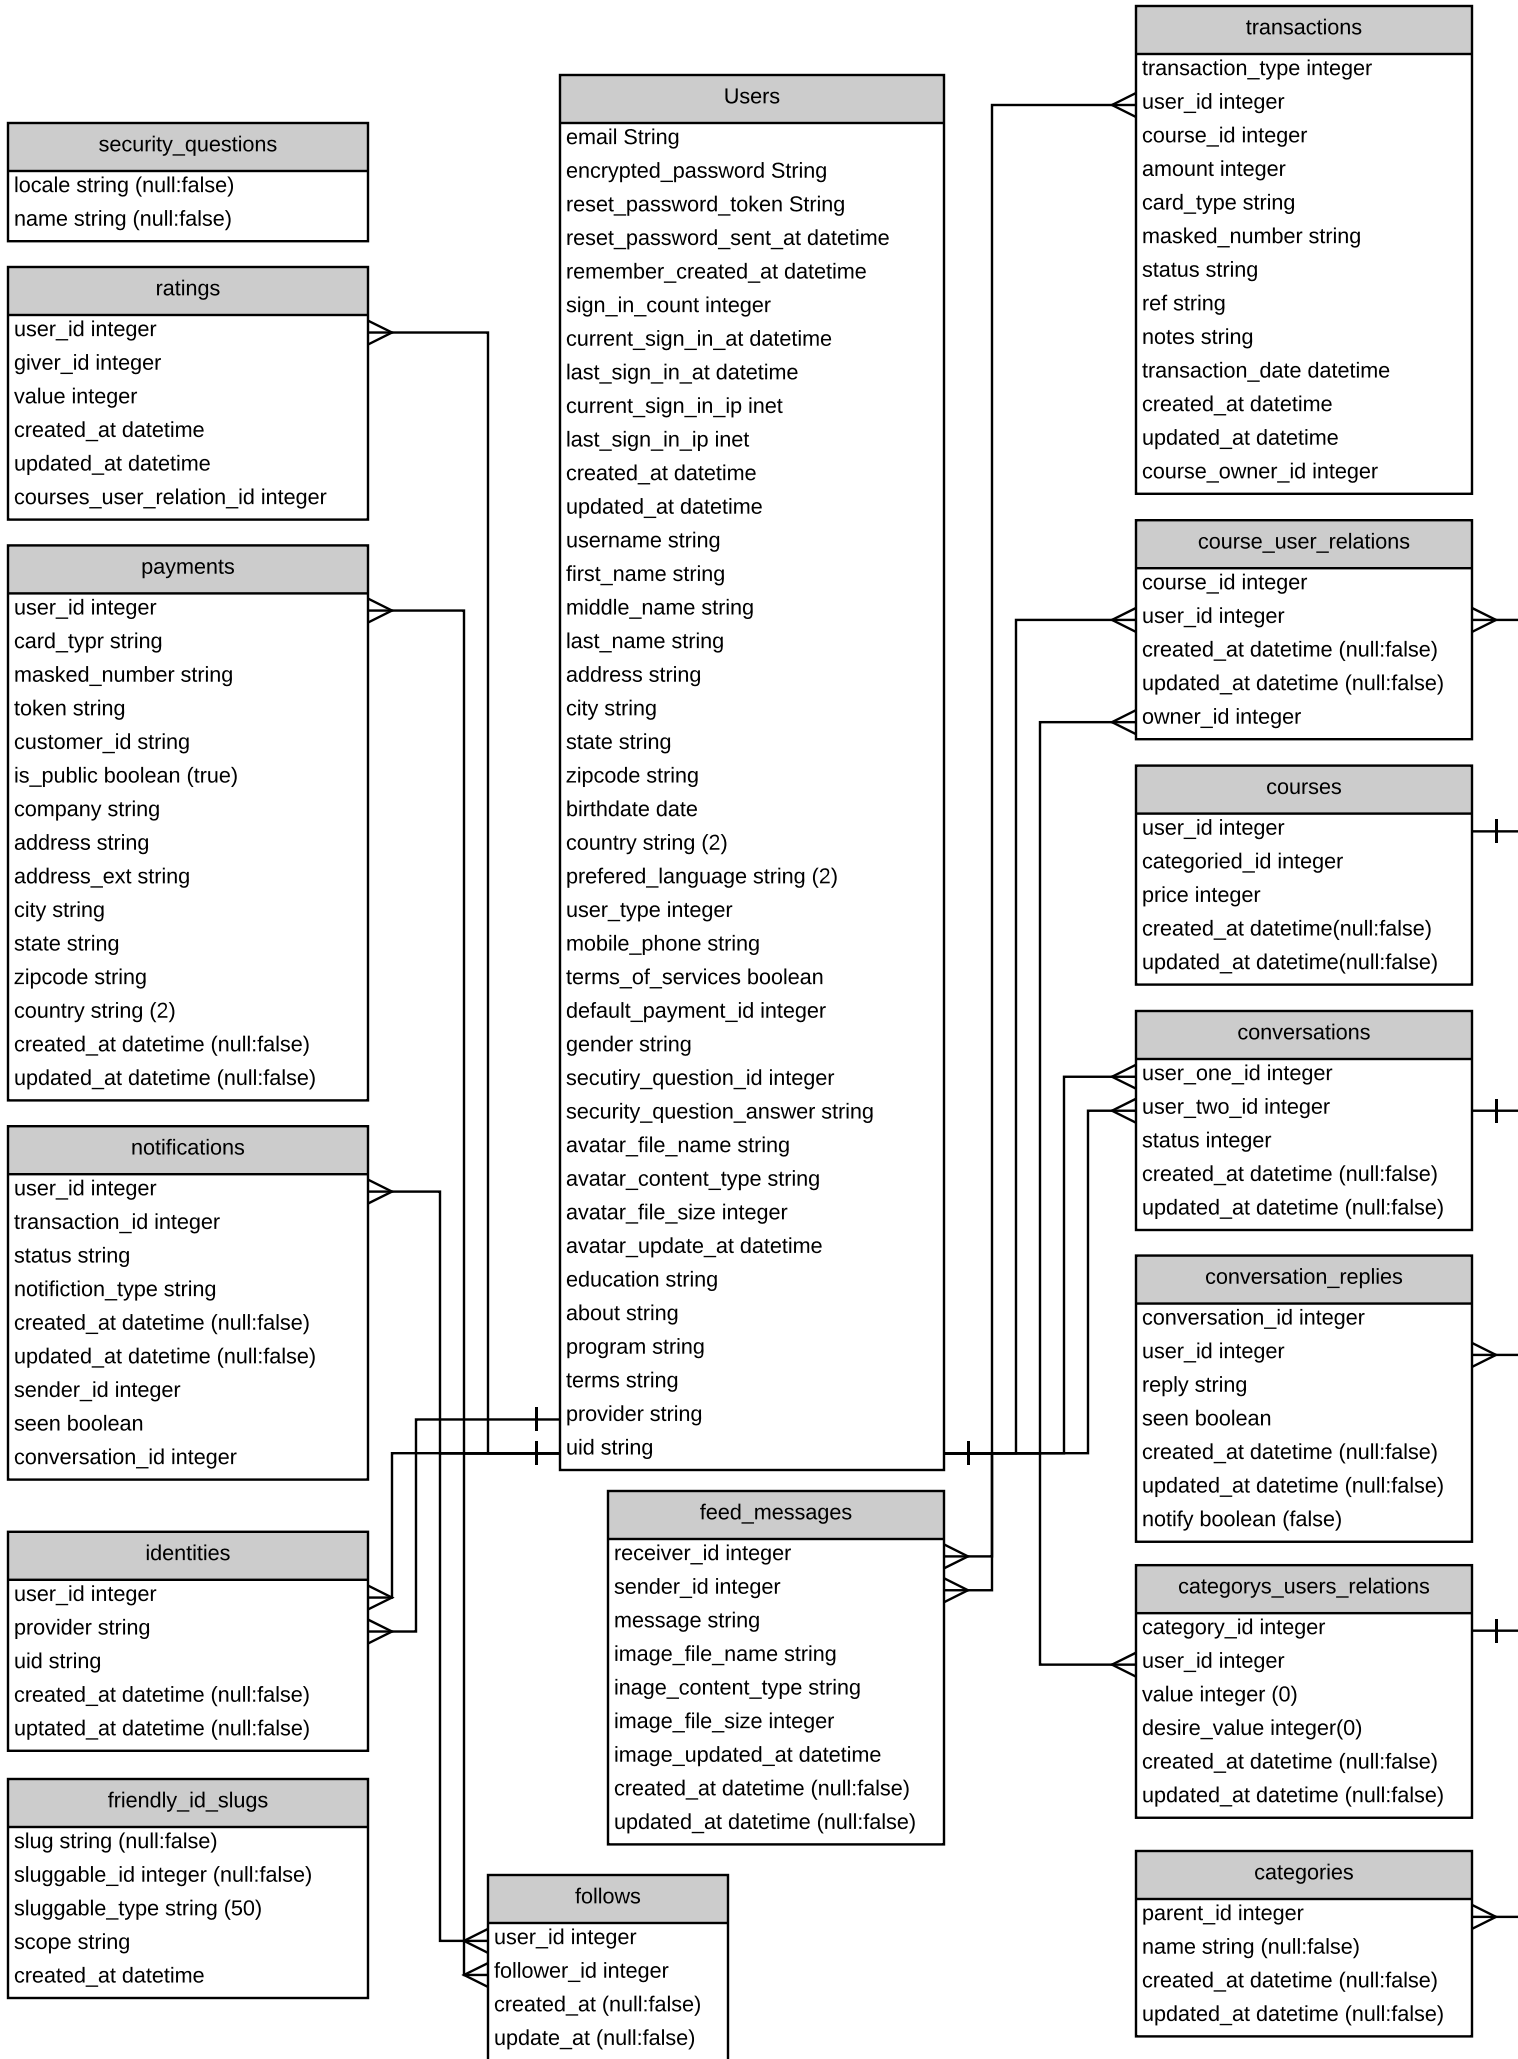 security_questions
locale string (null:false)
name string (null:false)
ratings
user_id integer
giver_id integer
value integer
created_at datetime
updated_at datetime
courses_user_relation_id integer
payments
user_id integer
card_typr string
masked_number string
token string
customer_id string
is_public boolean (true)
company string
address string
address_ext string
city string
state string
zipcode string
country string (2)
created_at datetime (null:false)
updated_at datetime (null:false)
notifications
user_id integer
transaction_id integer
status string
notifiction_type string
created_at datetime (null:false)
updated_at datetime (null:false)
sender_id integer
seen boolean
conversation_id integer
identities
user_id integer
provider string
uid string
created_at datetime (null:false)
uptated_at datetime (null:false)
friendly_id_slugs
slug string (null:false)
sluggable_id integer (null:false)
sluggable_type string (50)
scope string
created_at datetime
Users
email String
encrypted_password String
reset_password_token String
reset_password_sent_at datetime
remember_created_at datetime
sign_in_count integer
current_sign_in_at datetime
last_sign_in_at datetime
current_sign_in_ip inet
last_sign_in_ip inet
created_at datetime
updated_at datetime
username string
first_name string
middle_name string
last_name string
address string
city string
state string
zipcode string
birthdate date
country string (2)
prefered_language string (2)
user_type integer
mobile_phone string
terms_of_services boolean
default_payment_id integer
gender string
secutiry_question_id integer
security_question_answer string
avatar_file_name string
avatar_content_type string
avatar_file_size integer
avatar_update_at datetime
education string
about string
program string
terms string
provider string
uid string
feed_messages
receiver_id integer
sender_id integer
message string
image_file_name string
inage_content_type string
image_file_size integer
image_updated_at datetime
created_at datetime (null:false)
updated_at datetime (null:false)
follows
user_id integer
follower_id integer
created_at (null:false)
update_at (null:false)
transactions
transaction_type integer
user_id integer
course_id integer
amount integer
card_type string
masked_number string
status string
ref string
notes string
transaction_date datetime
created_at datetime
updated_at datetime
course_owner_id integer
course_user_relations
course_id integer
user_id integer
created_at datetime (null:false)
updated_at datetime (null:false)
owner_id integer
courses
user_id integer
categoried_id integer
price integer
created_at datetime(null:false)
updated_at datetime(null:false)
conversations
user_one_id integer
user_two_id integer
status integer
created_at datetime (null:false)
updated_at datetime (null:false)
conversation_replies
conversation_id integer
user_id integer
reply string
seen boolean
created_at datetime (null:false)
updated_at datetime (null:false)
notify boolean (false)
categorys_users_relations
category_id integer
user_id integer
value integer (0)
desire_value integer(0)
created_at datetime (null:false)
updated_at datetime (null:false)
categories
parent_id integer
name string (null:false)
created_at datetime (null:false)
updated_at datetime (null:false)